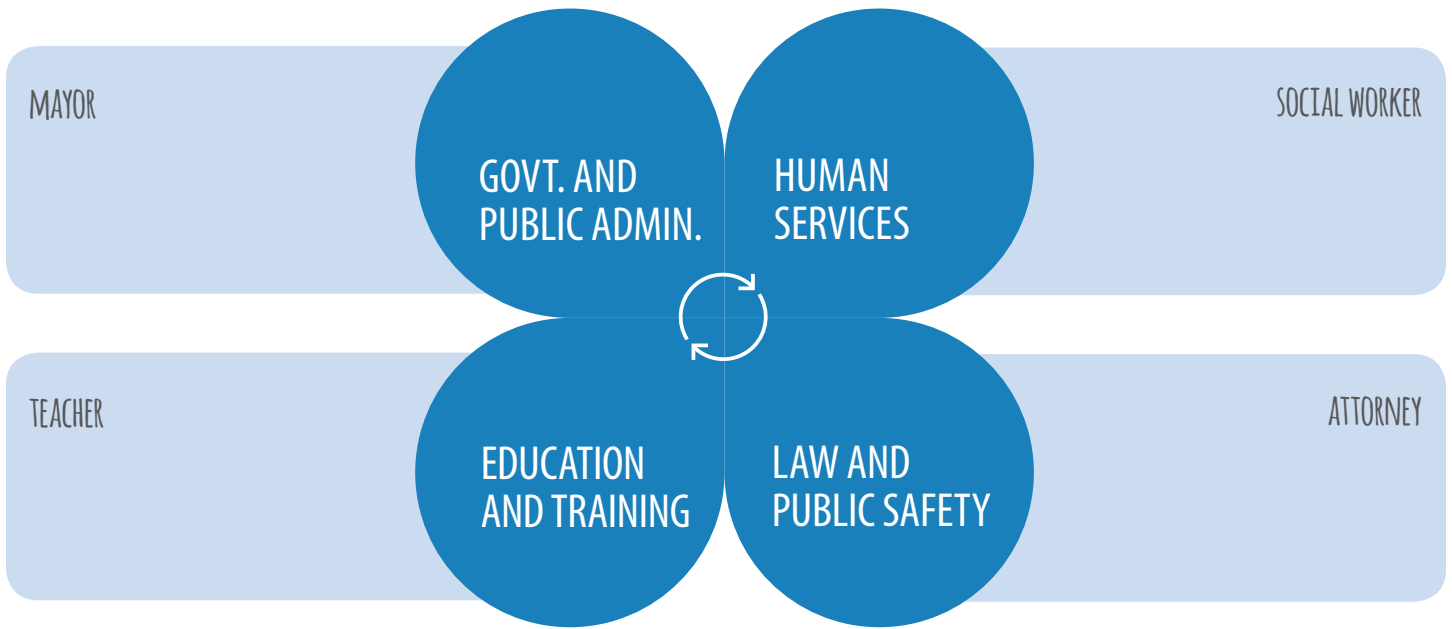 MAYOR
GOVT. AND
PUBLIC ADMIN.
HUMAN
SERVICES
SOCIAL WORKER
TEACHER
EDUCATION
AND TRAINING
LAW AND
PUBLIC SAFETY
ATTORNEY